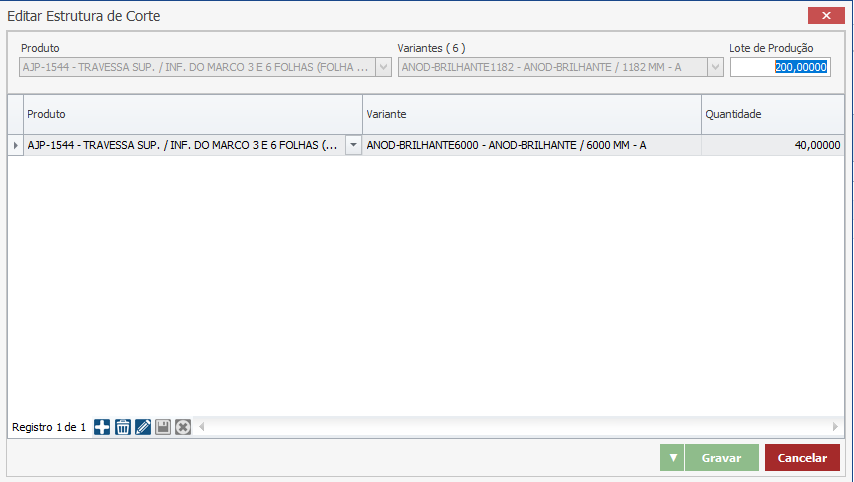 Editar Estrutura de Corte
Produto Variantes ( 6 ) Lote de Produção
AJP-1544 - TRAVESSA SUP. / INF. DO MARCO 3 E 6 FOLHAS (FOLHA ... ANOD-BRILHANTE1182 - ANOD-BRILHANTE / 1182 MM - A 200,00000
Produto Variante Quantidade
AJP-1544 - TRAVESSA SUP. / INF. DO MARCO 3 E 6 FOLHAS (... ANOD-BRILHANTE6000 - ANOD-BRILHANTE / 6000 MM - A 40,00000
Registro 1 de 1
Gravar Cancelar